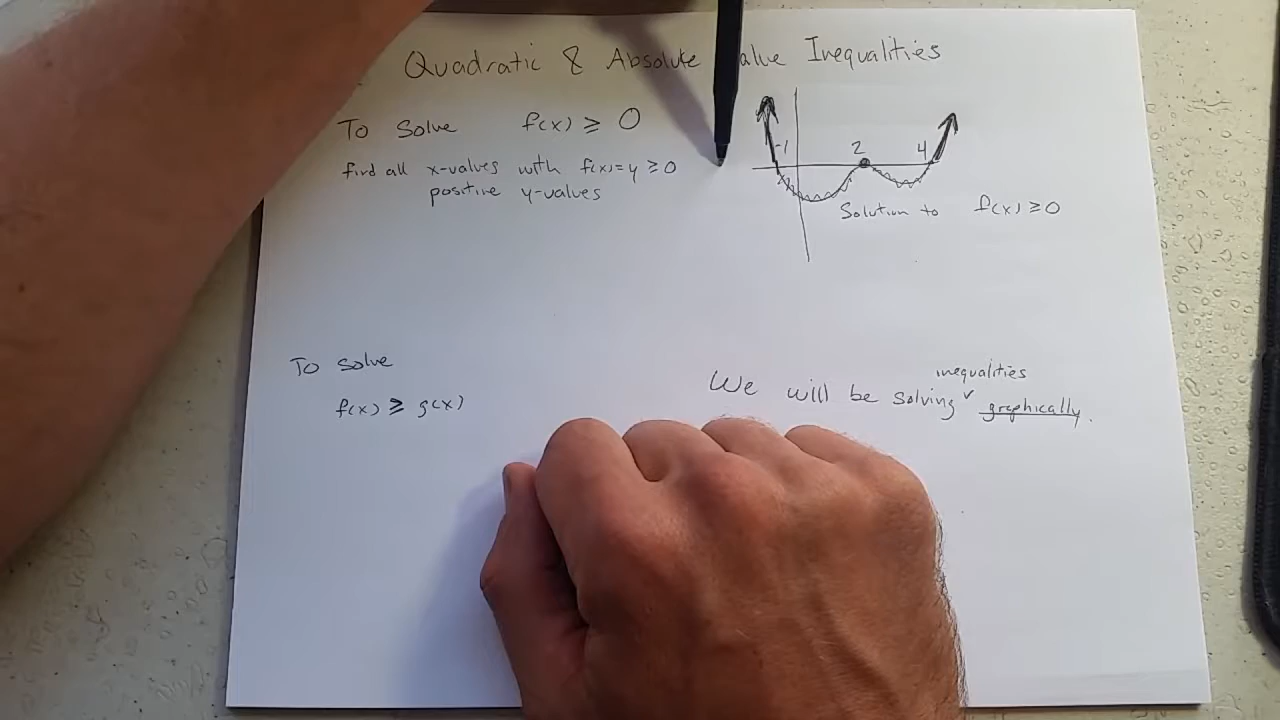 Quadratic & Absolute alue Inequalities
To Solve f(x) ≥ 0
find all x-values with f(x)=y ≥0
positive y-values
-1 2 4
Solution to f(x) ≥0
To solve
f(x) ≥ g(x)
inequalities
We will be solving ˅ graphically.